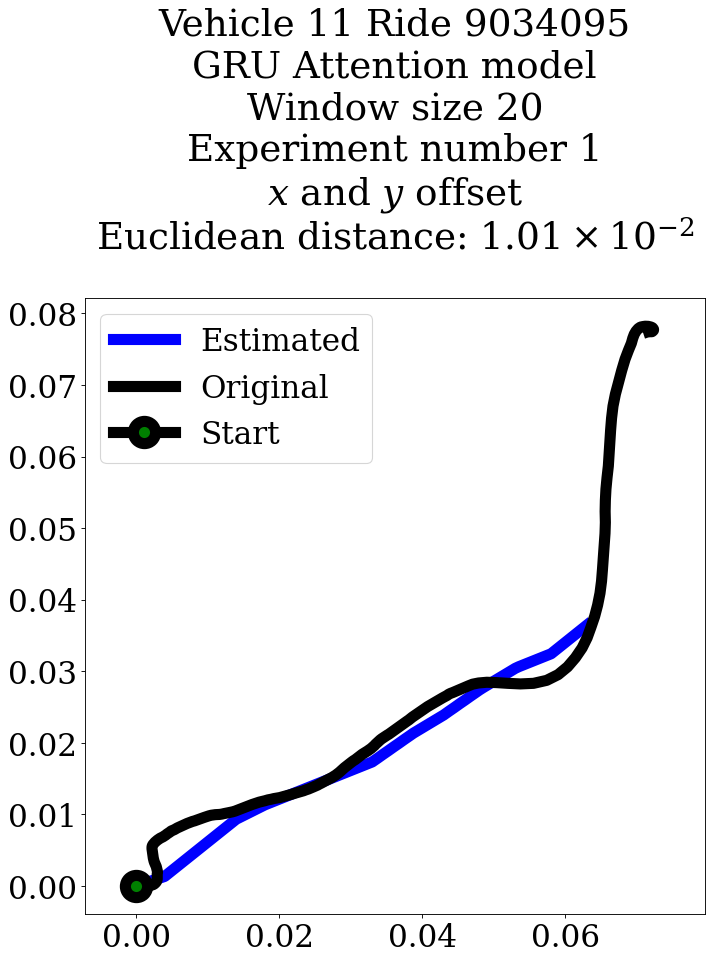 Vehicle 11 Ride 9034095
GRU Attention model
Window size 20
Experiment number 1
x and y offset
Euclidean distance: 1.01 × 10⁻²
Estimated
Original
Start
0.08
0.07
0.06
0.05
0.04
0.03
0.02
0.01
0.00
0.00 0.02 0.04 0.06